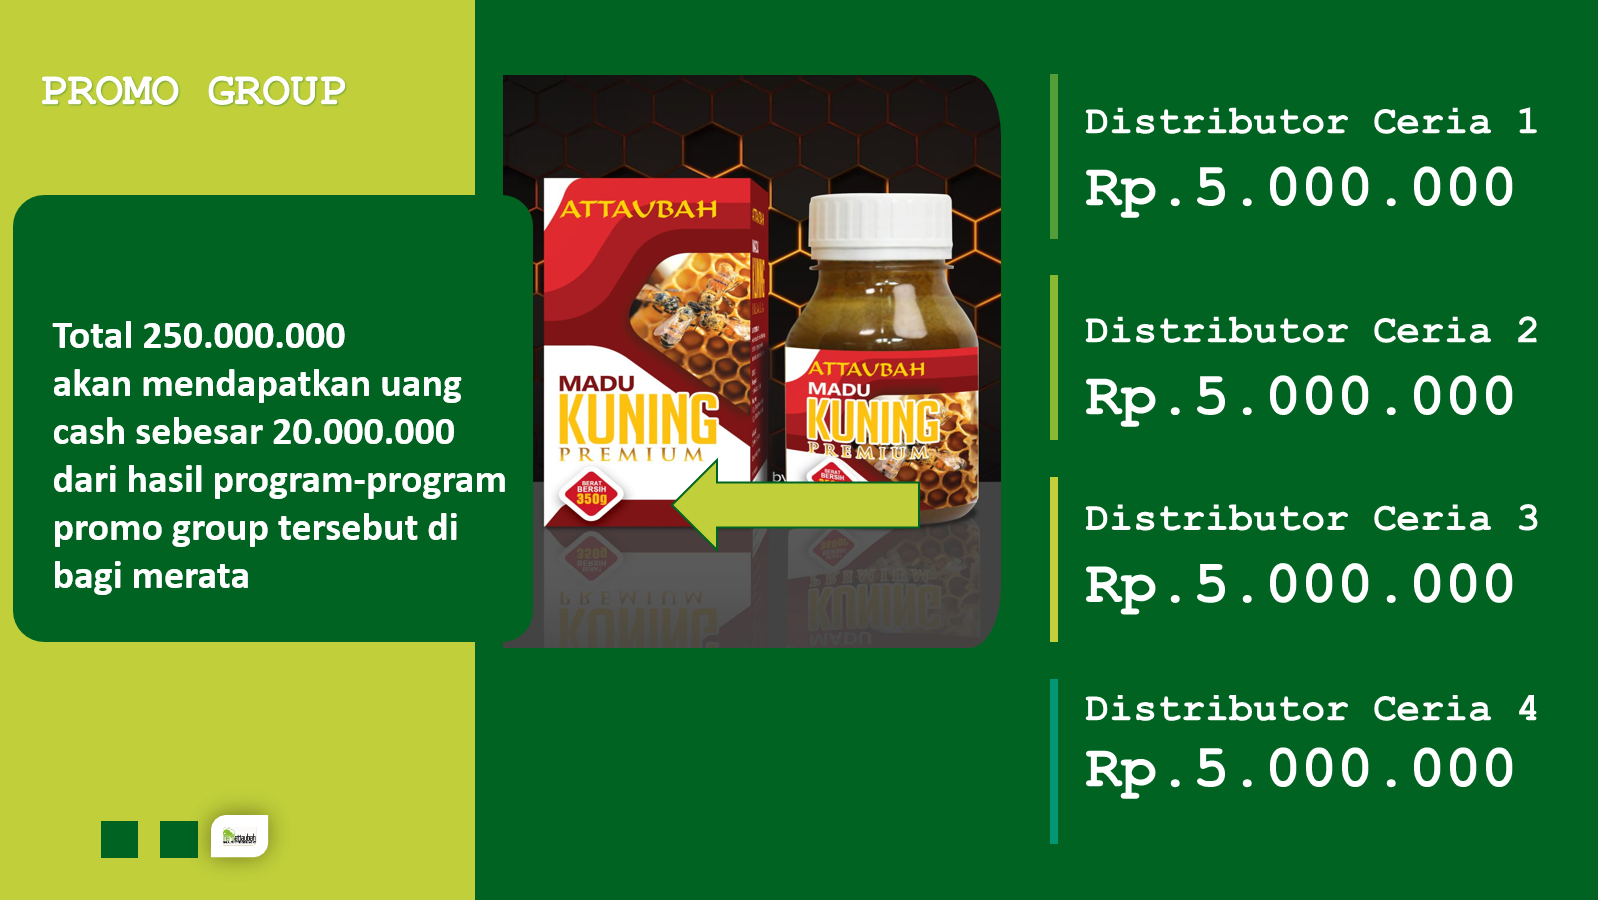 PROMO GROUP
Total 250.000.000
akan mendapatkan uang
cash sebesar 20.000.000
dari hasil program-program
promo group tersebut di
bagi merata
ATTAUBAH
MADU
KUNING
PREMIUM
BERAT
BERSIH
350g
ATTAUBAH
MADU
KUNING
PREMIUM
BERAT
BERSIH
by
Distributor Ceria 1
Rp.5.000.000
Distributor Ceria 2
Rp.5.000.000
Distributor Ceria 3
Rp.5.000.000
Distributor Ceria 4
Rp.5.000.000